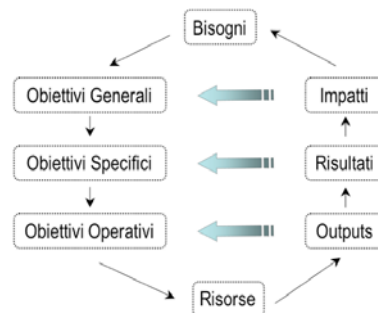 Bisogni
Obiettivi Generali
Impatti
Obiettivi Specifici
Risultati
Obiettivi Operativi
Outputs
Risorse